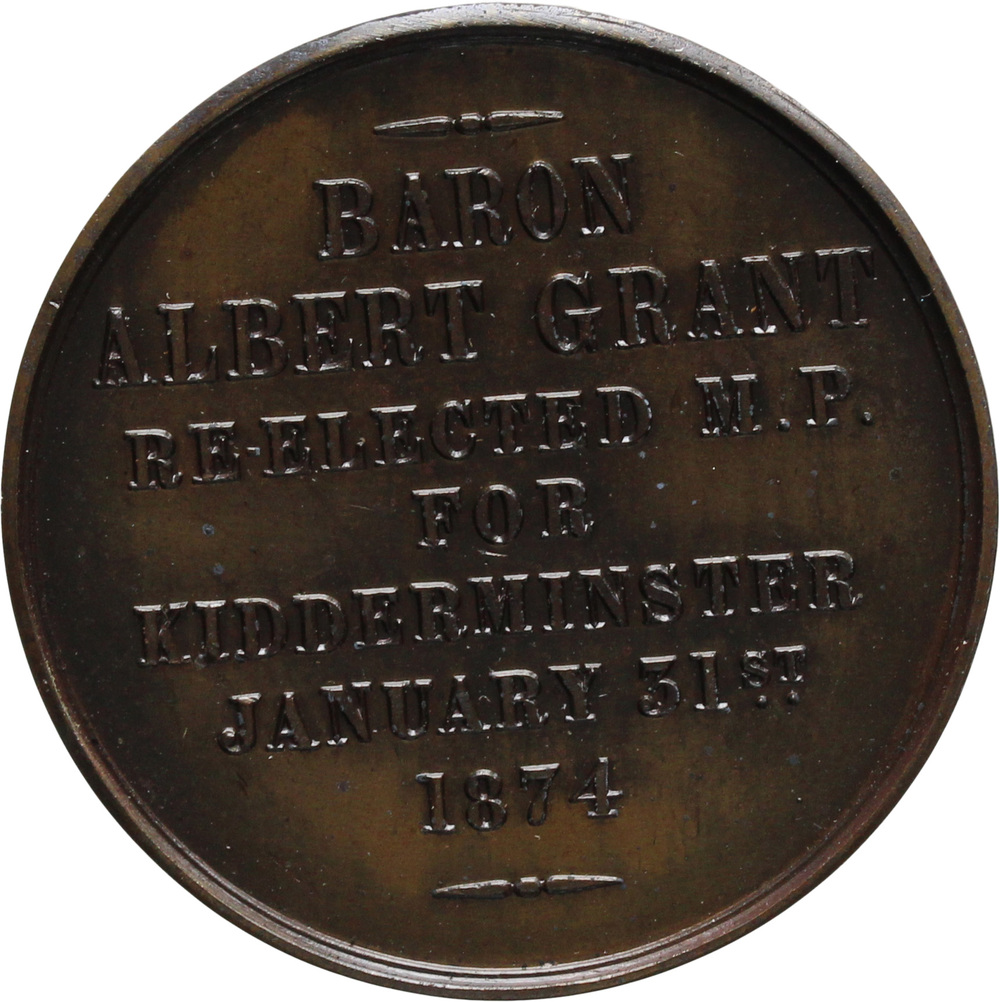 BARON
ALBERT GRANT
RE-ELECTED M.P.
FOR
KIDDERMINSTER
JANUARY 31ST.
1874